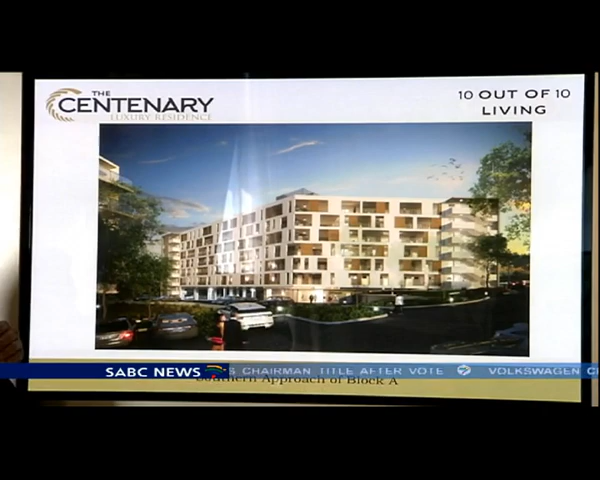 THE
CENTENARY
LUXURY RESIDENCE
10 OUT OF 10
LIVING
SABC NEWS
S CHAIRMAN TITLE AFTER VOTE
VOLKSWAGEN C
Southern Approach of Block A